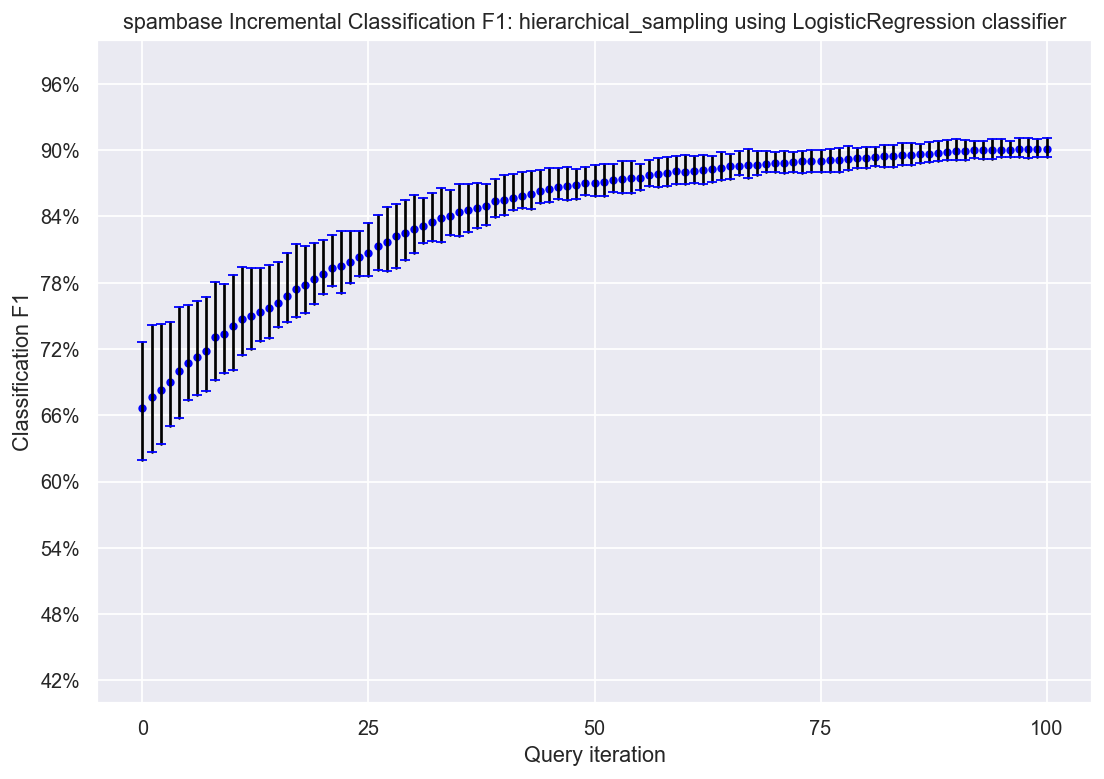 spambase Incremental Classification F1: hierarchical_sampling using LogisticRegression classifier
96%
90%
84%
78%
72%
66%
60%
54%
48%
42%
Classification F1
0 25 50 75 100
Query iteration